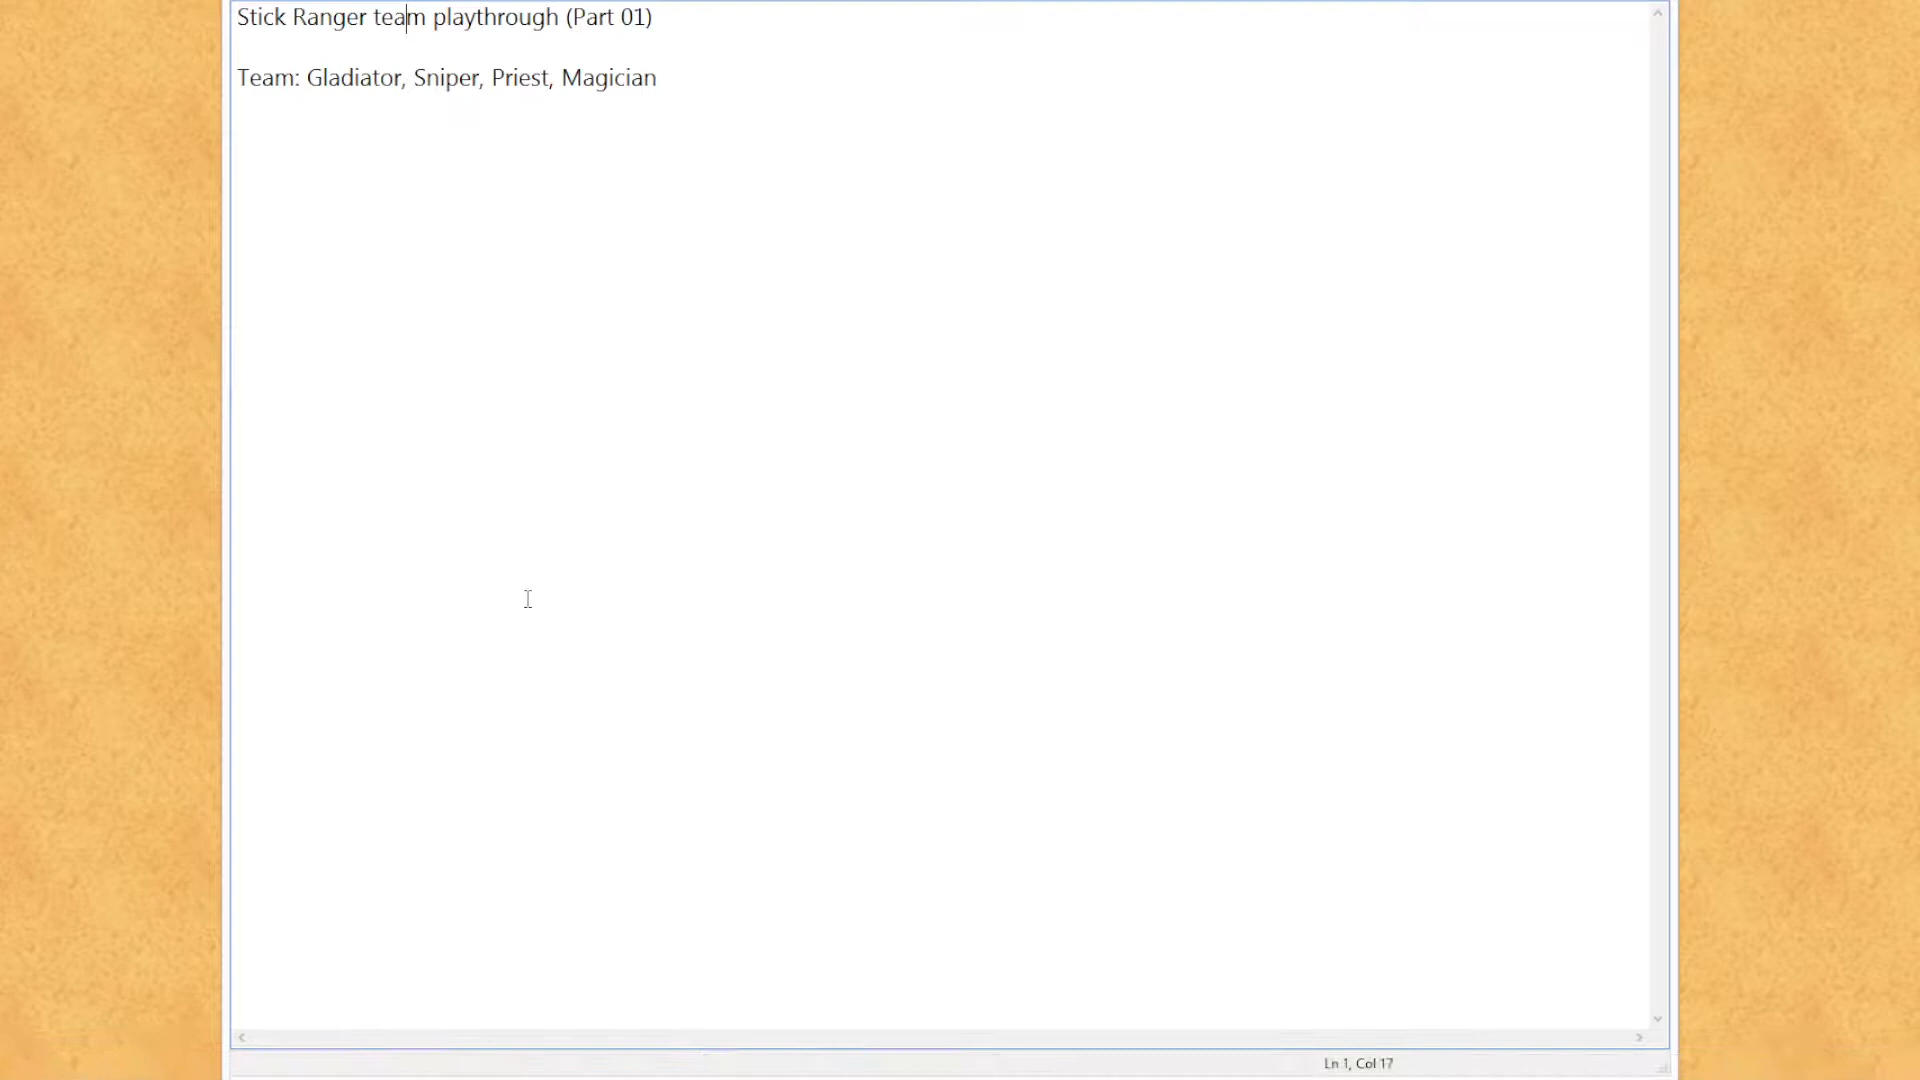 Stick Ranger team playthrough (Part 01)
Team: Gladiator, Sniper, Priest, Magician
Ln 1, Col 17